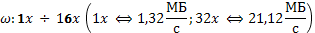 ω: 1x ÷ 16x (1x ⇔ 1,32 МБ/с; 32x ⇔ 21,12 МБ/с)